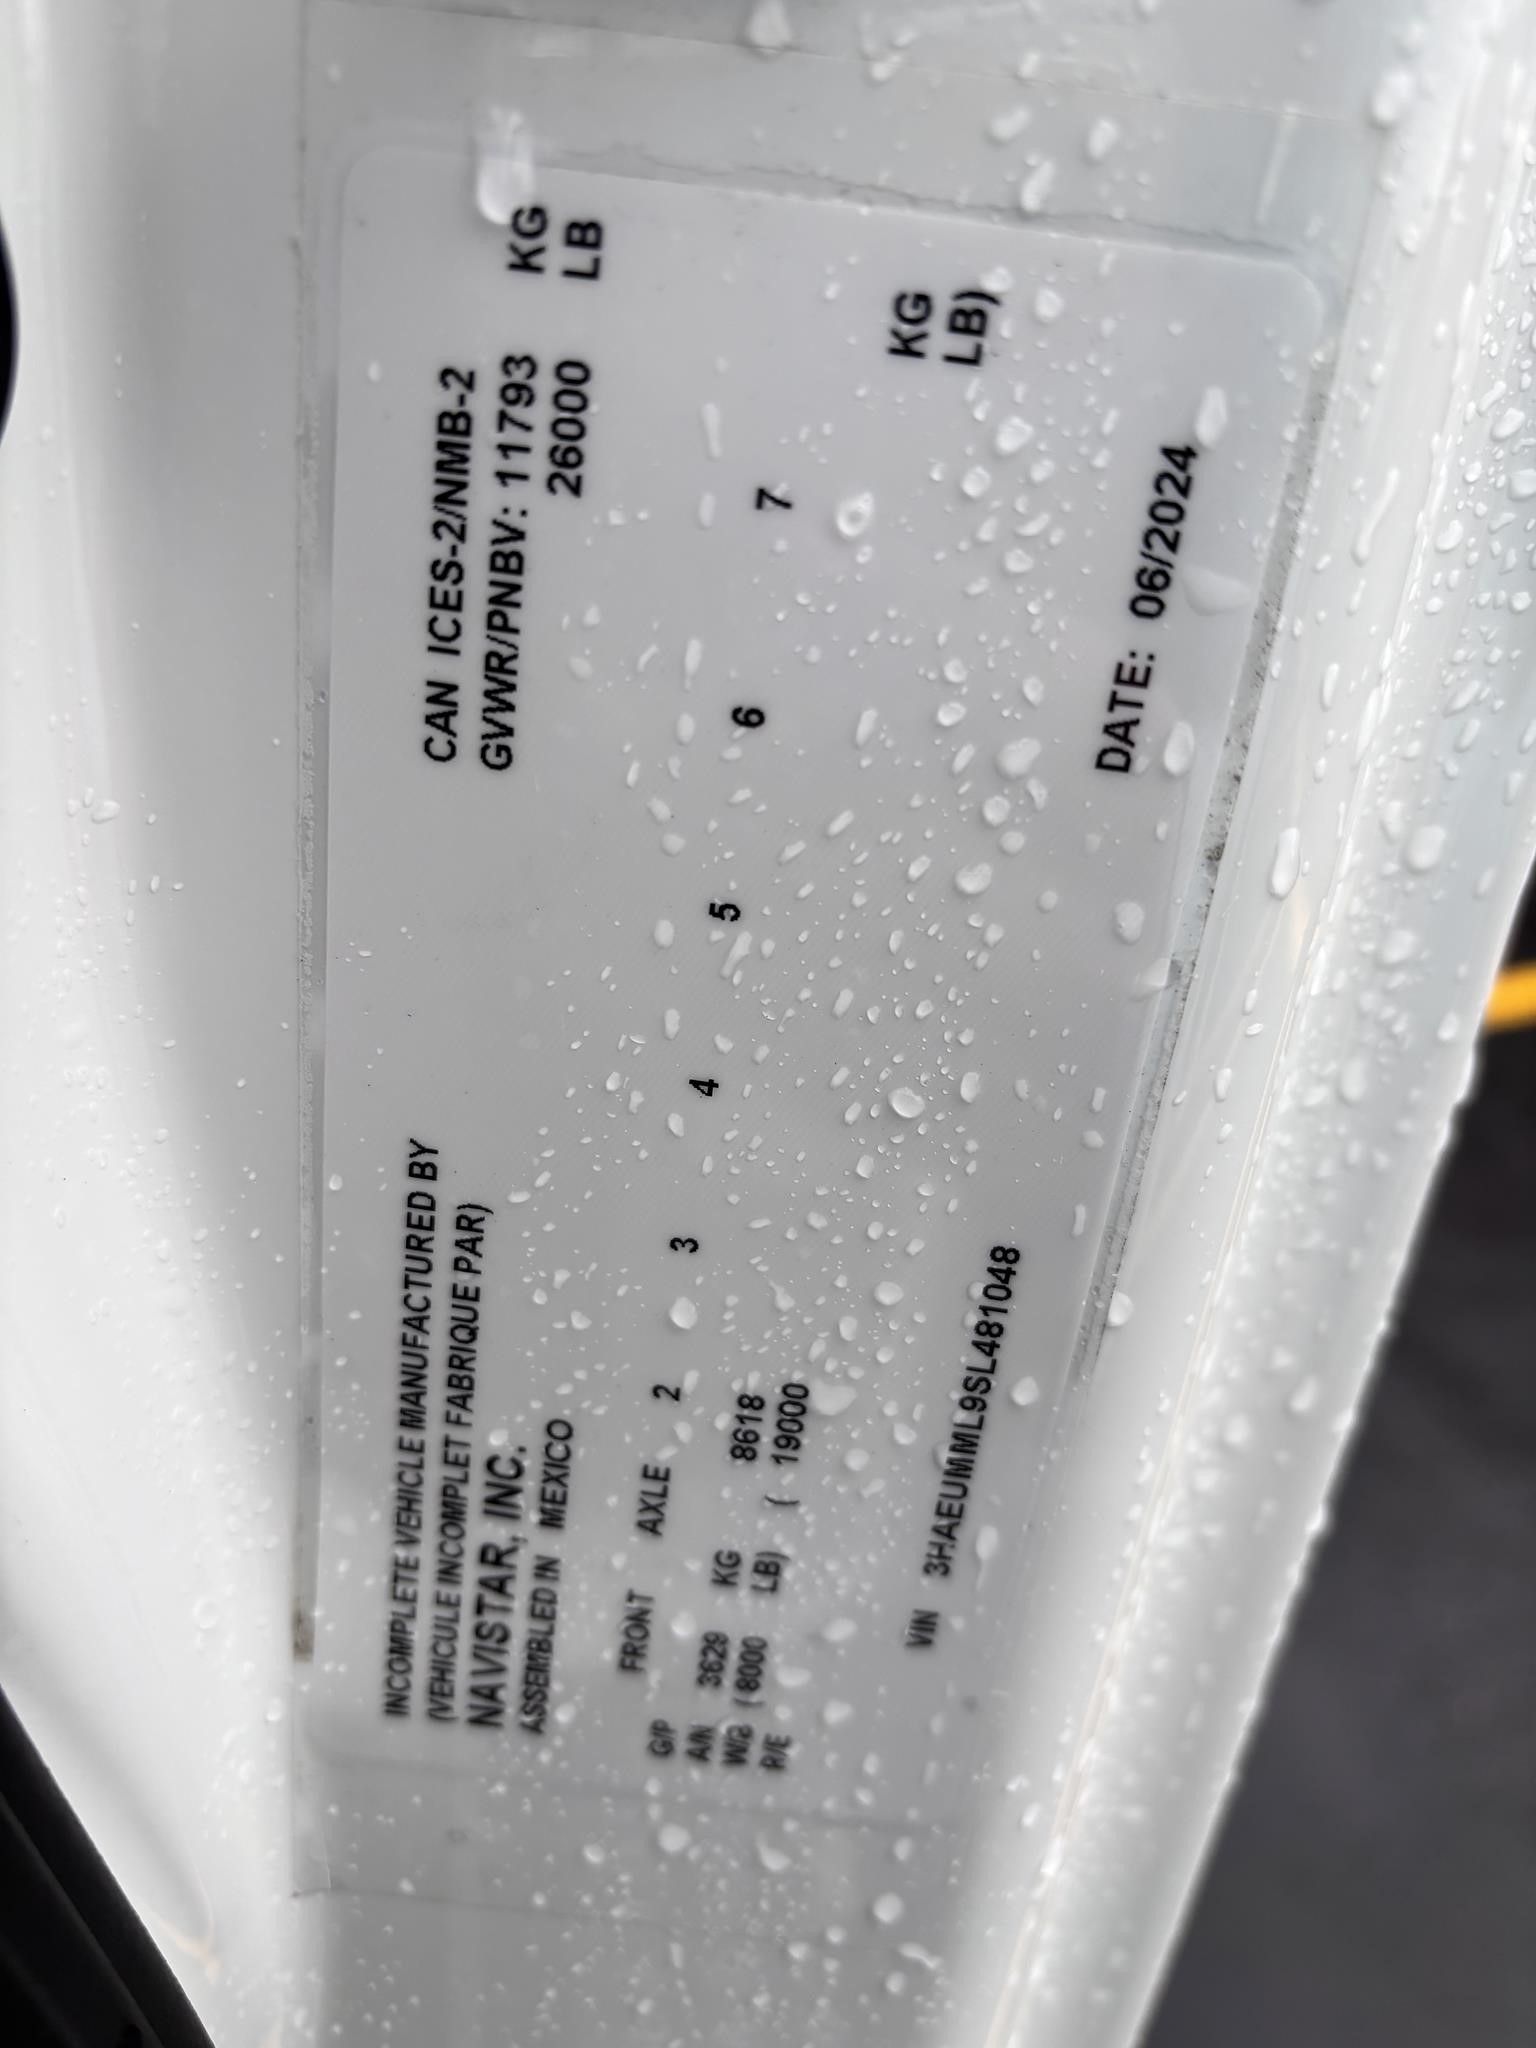 INCOMPLETE VEHICLE MANUFACTURED BY
(VEHICULE INCOMPLET FABRIQUE PAR)
NAVISTAR, INC.
ASSEMBLED IN MEXICO
CAN ICES-2/NMB-2
GVWR/PNBV: 11793 KG
26000 LB
FRONT AXLE 2 3 4 5 6 7
G/P
A/N 3629 KG 8618 KG
W/B (8000 LB) ( 19000 LB)
R/E
VIN 3HAEUMML9SL481048
DATE: 06/2024